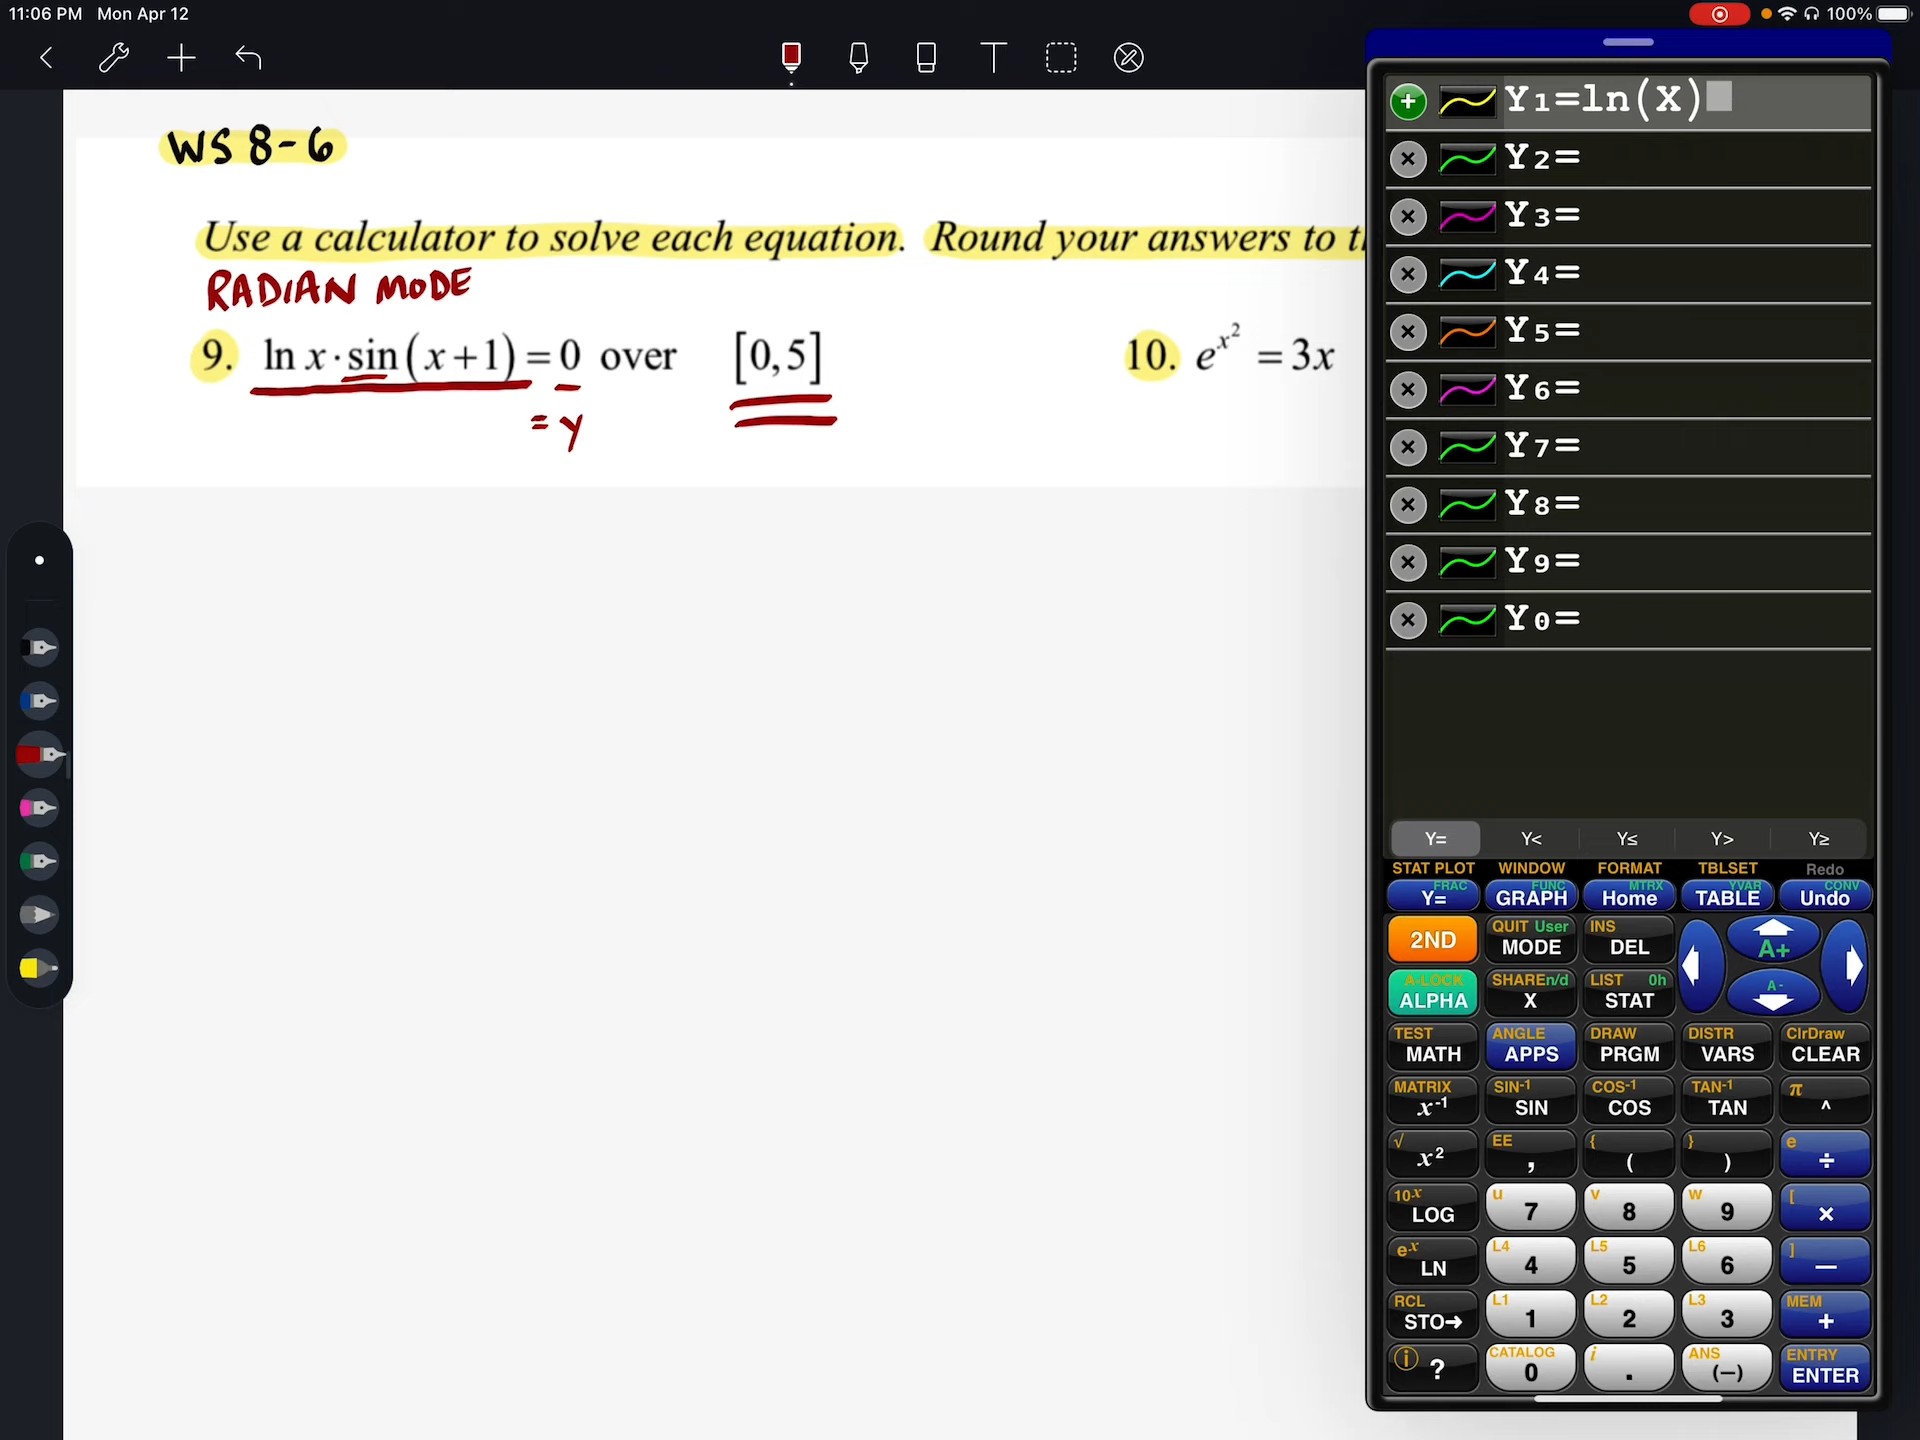 11:06 PM Mon Apr 12
100%
WS 8-6
Use a calculator to solve each equation. Round your answers to
RADIAN MODE
9. ln x · sin(x+1) = 0 over [0,5]
= y
10. e^{x^2} = 3x
T
Y1=ln(X)
Y2=
Y3=
Y4=
Y5=
Y6=
Y7=
Y8=
Y9=
Y0=
Y= Y< Y≤ Y> Y≥
STAT PLOT WINDOW FORMAT TBLSET Redo
FRAC FUNC MTRX YVAR CONV
Y= GRAPH Home TABLE Undo
QUIT User INS
2ND MODE DEL A+
A-LOCK SHARE n/d LIST 0h A-
ALPHA X STAT
TEST ANGLE DRAW DISTR ClrDraw
MATH APPS PRGM VARS CLEAR
MATRIX SIN-1 COS-1 TAN-1 π
x-1 SIN COS TAN ^
√ EE { } e
x2 , ( ) ÷
10x u v w [
LOG 7 8 9 ×
ex L4 L5 L6 ]
LN 4 5 6 −
RCL L1 L2 L3 MEM
STO→ 1 2 3 +
i CATALOG i ANS ENTRY
? 0 . (−) ENTER